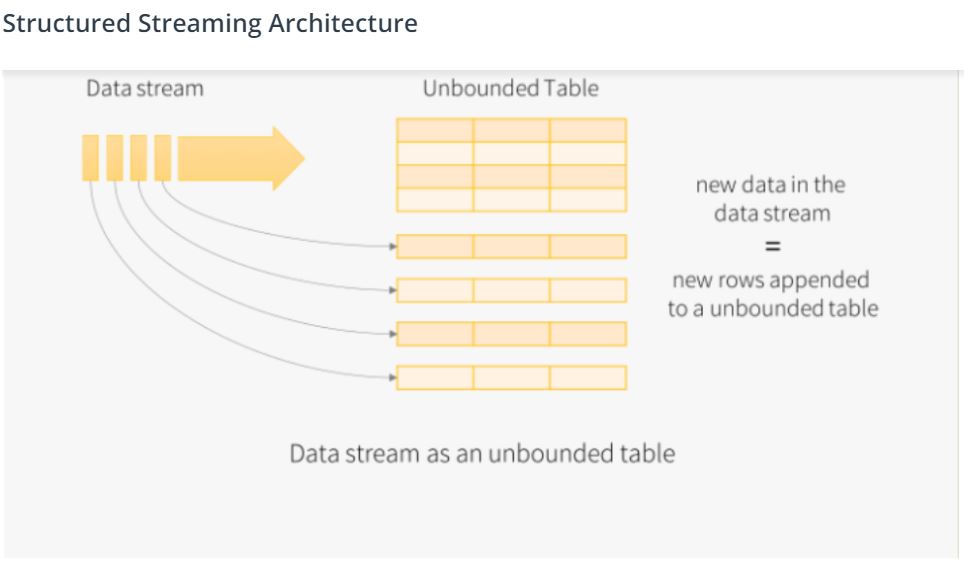 Structured Streaming Architecture
Data stream
Unbounded Table
new data in the
data stream
=
new rows appended
to a unbounded table
Data stream as an unbounded table